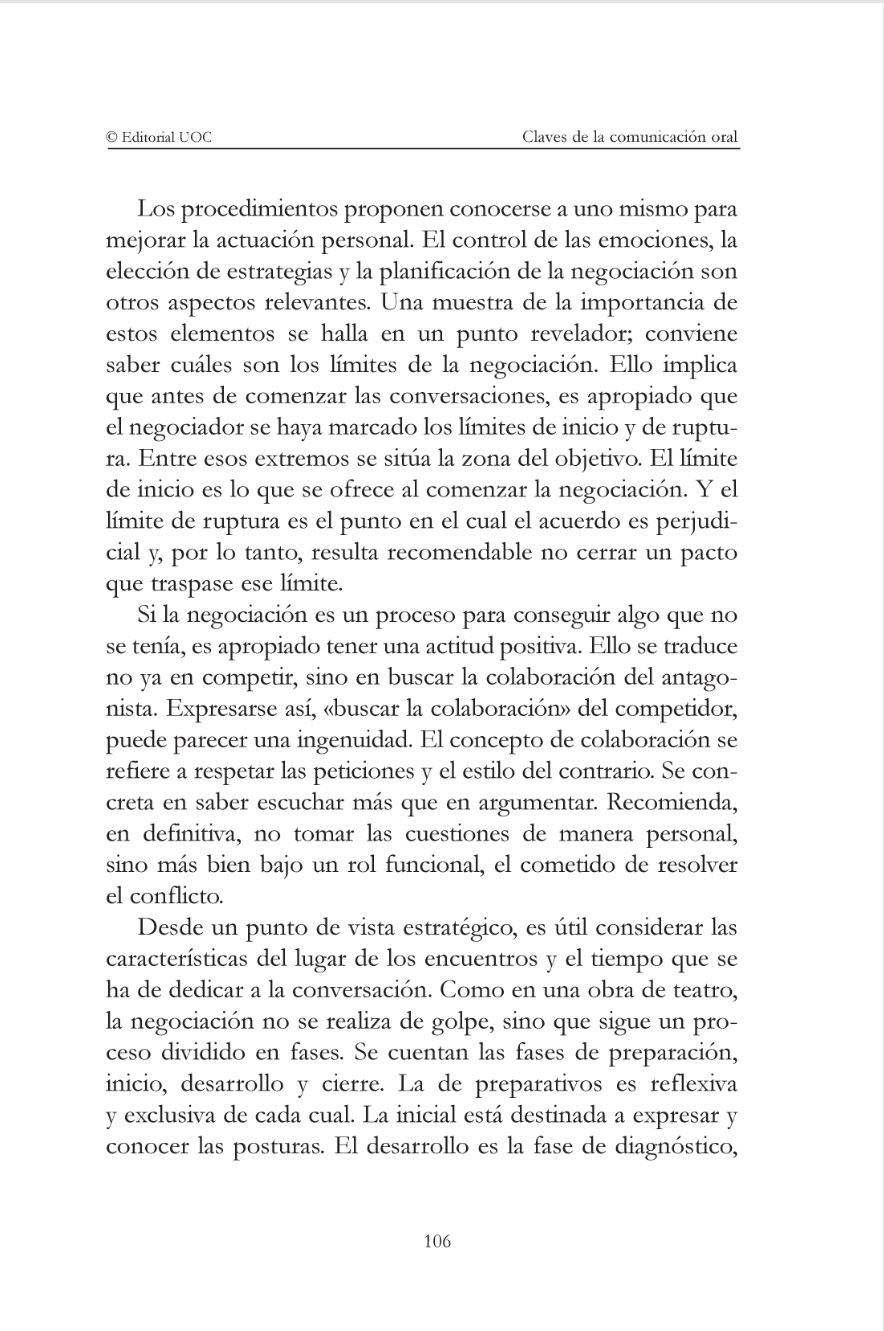 © Editorial UOC
Claves de la comunicación oral
Los procedimientos proponen conocerse a uno mismo para
mejorar la actuación personal. El control de las emociones, la
elección de estrategias y la planificación de la negociación son
otros aspectos relevantes. Una muestra de la importancia de
estos elementos se halla en un punto revelador; conviene
saber cuáles son los límites de la negociación. Ello implica
que antes de comenzar las conversaciones, es apropiado que
el negociador se haya marcado los límites de inicio y de ruptu-
ra. Entre esos extremos se sitúa la zona del objetivo. El límite
de inicio es lo que se ofrece al comenzar la negociación. Y el
límite de ruptura es el punto en el cual el acuerdo es perjudi-
cial y, por lo tanto, resulta recomendable no cerrar un pacto
que traspase ese límite.
Si la negociación es un proceso para conseguir algo que no
se tenía, es apropiado tener una actitud positiva. Ello se traduce
no ya en competir, sino en buscar la colaboración del antago-
nista. Expresarse así, «buscar la colaboración» del competidor,
puede parecer una ingenuidad. El concepto de colaboración se
refiere a respetar las peticiones y el estilo del contrario. Se con-
creta en saber escuchar más que en argumentar. Recomienda,
en definitiva, no tomar las cuestiones de manera personal,
sino más bien bajo un rol funcional, el cometido de resolver
el conflicto.
Desde un punto de vista estratégico, es útil considerar las
características del lugar de los encuentros y el tiempo que se
ha de dedicar a la conversación. Como en una obra de teatro,
la negociación no se realiza de golpe, sino que sigue un pro-
ceso dividido en fases. Se cuentan las fases de preparación,
inicio, desarrollo y cierre. La de preparativos es reflexiva
y exclusiva de cada cual. La inicial está destinada a expresar y
conocer las posturas. El desarrollo es la fase de diagnóstico,
106